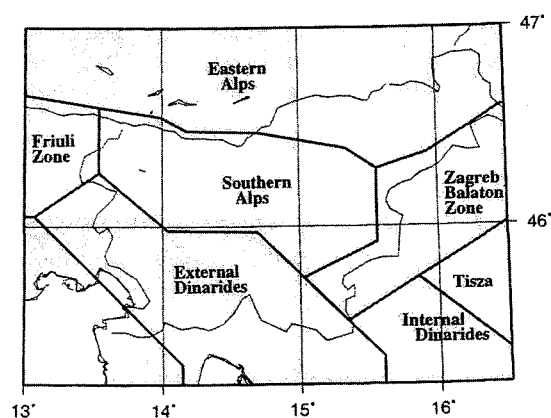 47°
Eastern
Alps
Friuli
Zone
Southern
Alps
Zagreb
Balaton
Zone
46°
External
Dinarides
Tisza
Internal
Dinarides
13°
14°
15°
16°